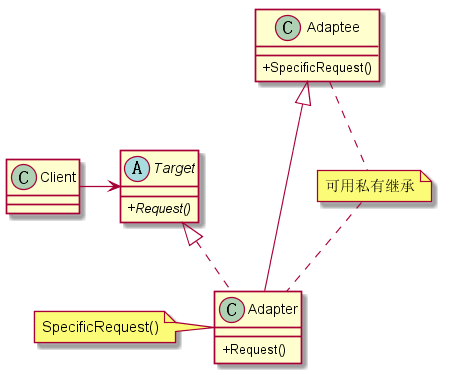 C Adaptee
+SpecificRequest()
C Client
A Target
+Request()
可用私有继承
C Adapter
+Request()
SpecificRequest()